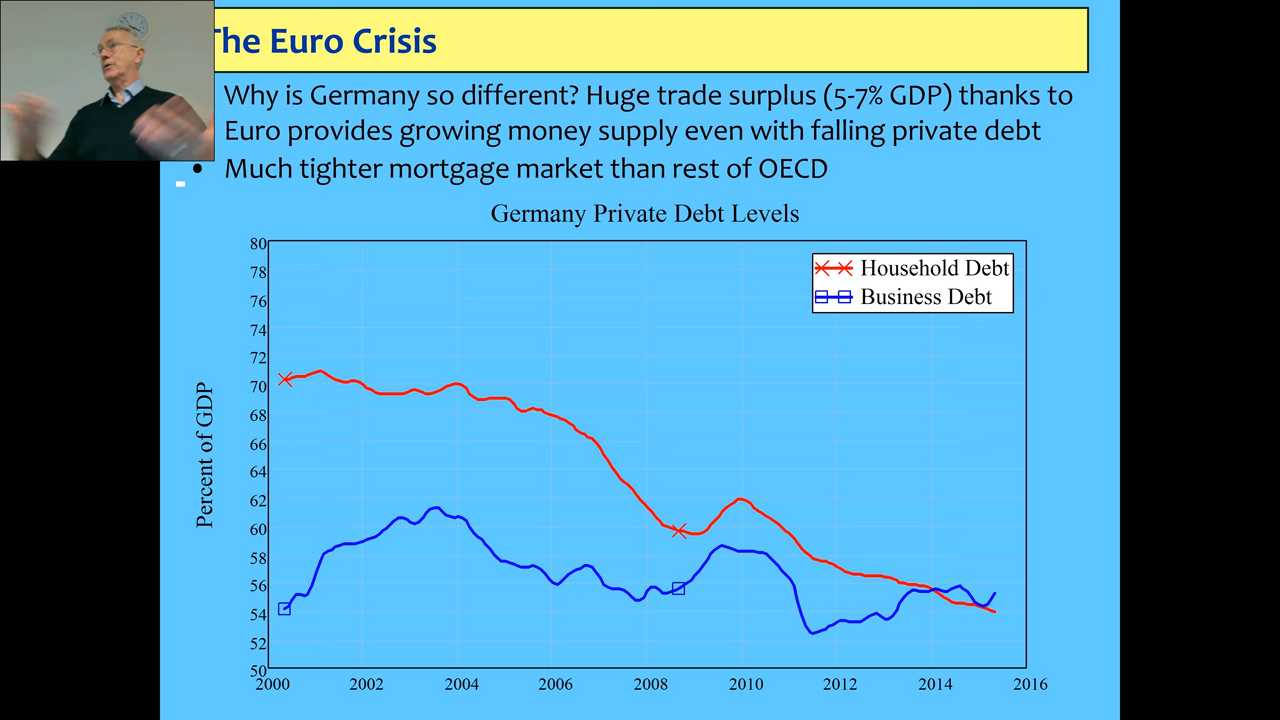 The Euro Crisis
Why is Germany so different? Huge trade surplus (5-7% GDP) thanks to
Euro provides growing money supply even with falling private debt
• Much tighter mortgage market than rest of OECD
Germany Private Debt Levels
Household Debt
Business Debt
Percent of GDP
80
78
76
74
72
70
68
66
64
62
60
58
56
54
52
50
2000 2002 2004 2006 2008 2010 2012 2014 2016